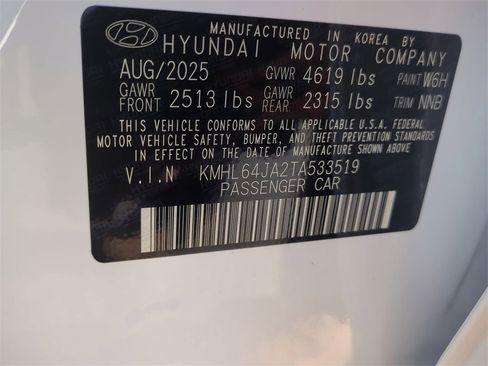 MANUFACTURED IN KOREA BY
HYUNDAI MOTOR COMPANY
AUG/2025 GVWR 4619 lbs PAINT W6H
GAWR FRONT 2513 lbs GAWR REAR. 2315 lbs TRIM NNB
THIS VEHICLE CONFORMS TO ALL APPLICABLE U.S.A. FEDERAL
MOTOR VEHICLE SAFETY, BUMPER, AND THEFT PREVENTION STANDARDS
IN EFFECT ON THE DATE OF MANUFACTURE SHOWN ABOVE.
V.I.N KMHL64JA2TA533519
PASSENGER CAR